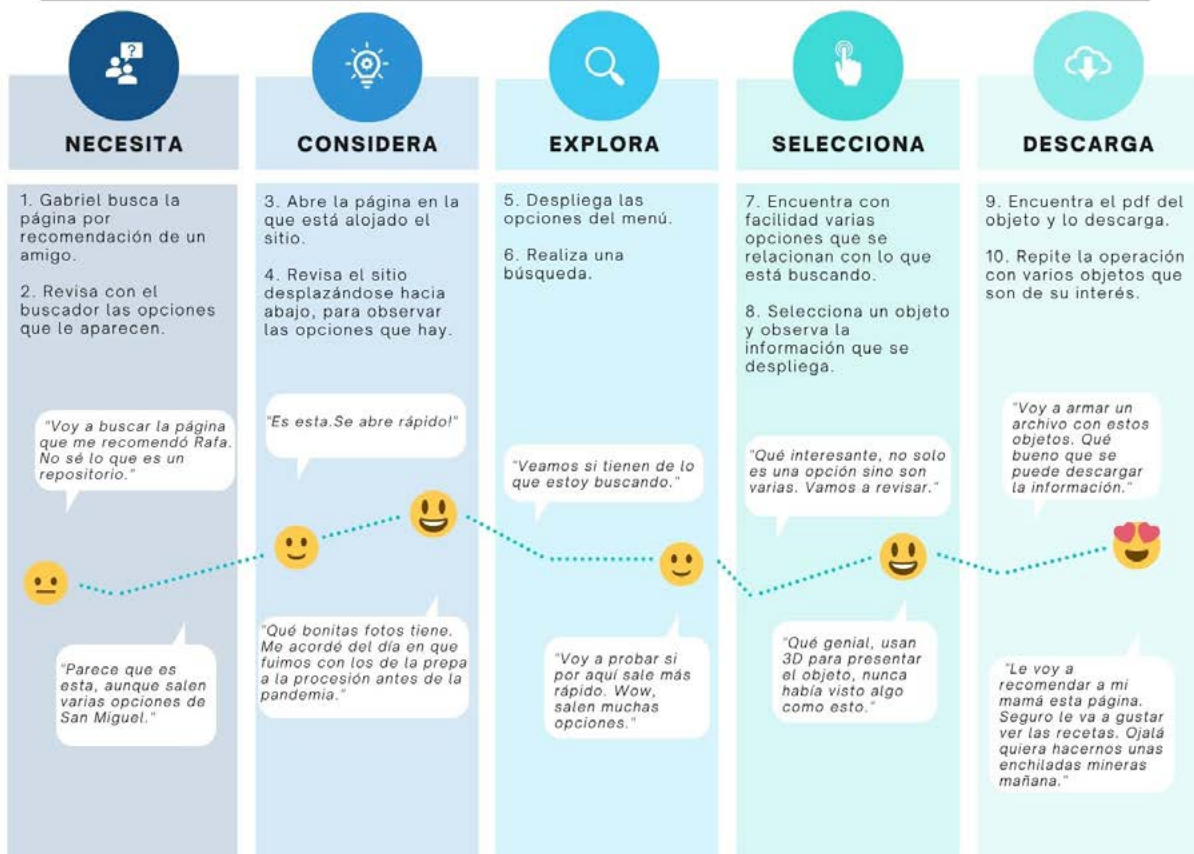 ?
NECESITA
CONSIDERA
EXPLORA
SELECCIONA
DESCARGA
1. Gabriel busca la
página por
recomendación de un
amigo.
2. Revisa con el
buscador las opciones
que le aparecen.
3. Abre la página en la
que está alojado el
sitio.
4. Revisa el sitio
desplazándose hacia
abajo, para observar
las opciones que hay.
5. Despliega las
opciones del menú.
6. Realiza una
búsqueda.
7. Encuentra con
facilidad varias
opciones que se
relacionan con lo que
está buscando.
8. Selecciona un objeto
y observa la
información que se
despliega.
9. Encuentra el pdf del
objeto y lo descarga.
10. Repite la operación
con varios objetos que
son de su interés.
"Voy a buscar la página
que me recomendó Rafa.
No sé lo que es un
repositorio."
"Es esta.Se abre rápido!"
"Veamos si tienen de lo
que estoy buscando."
"Qué interesante, no solo
es una opción sino son
varias. Vamos a revisar."
"Voy a armar un
archivo con estos
objetos. Qué
bueno que se
puede descargar
la información."
"Parece que es
esta, aunque salen
varias opciones de
San Miguel."
"Qué bonitas fotos tiene.
Me acordé del día en que
fuimos con los de la prepa
a la procesión antes de la
pandemia."
"Voy a probar si
por aquí sale más
rápido. Wow,
salen muchas
opciones."
"Qué genial, usan
3D para presentar
el objeto, nunca
había visto algo
como esto."
"Le voy a
recomendar a mi
mamá esta página.
Seguro le va a gustar
ver las recetas. Ojalá
quiera hacernos unas
enchiladas mineras
mañana."